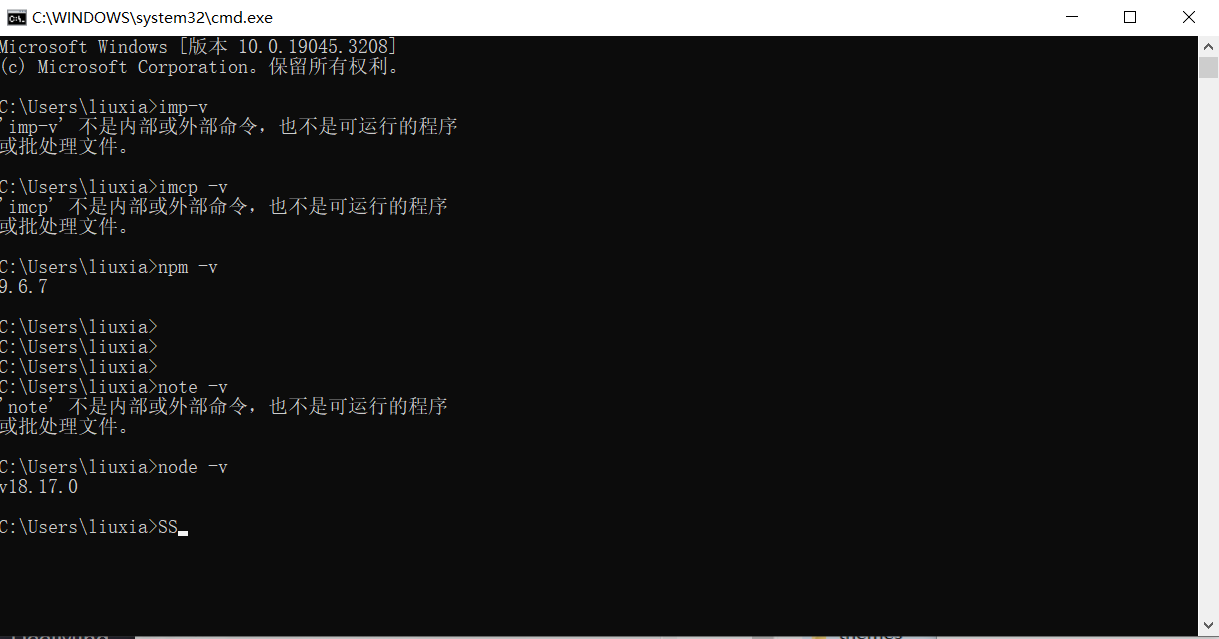 C:\WINDOWS\system32\cmd.exe
Microsoft Windows [版本 10.0.19045.3208]
(c) Microsoft Corporation。保留所有权利。
C:\Users\liuxia>imp-v
'imp-v' 不是内部或外部命令，也不是可运行的程序
或批处理文件。
C:\Users\liuxia>imcp -v
'imcp' 不是内部或外部命令，也不是可运行的程序
或批处理文件。
C:\Users\liuxia>npm -v
9.6.7
C:\Users\liuxia>
C:\Users\liuxia>
C:\Users\liuxia>
C:\Users\liuxia>note -v
'note' 不是内部或外部命令，也不是可运行的程序
或批处理文件。
C:\Users\liuxia>node -v
v18.17.0
C:\Users\liuxia>SS
themes